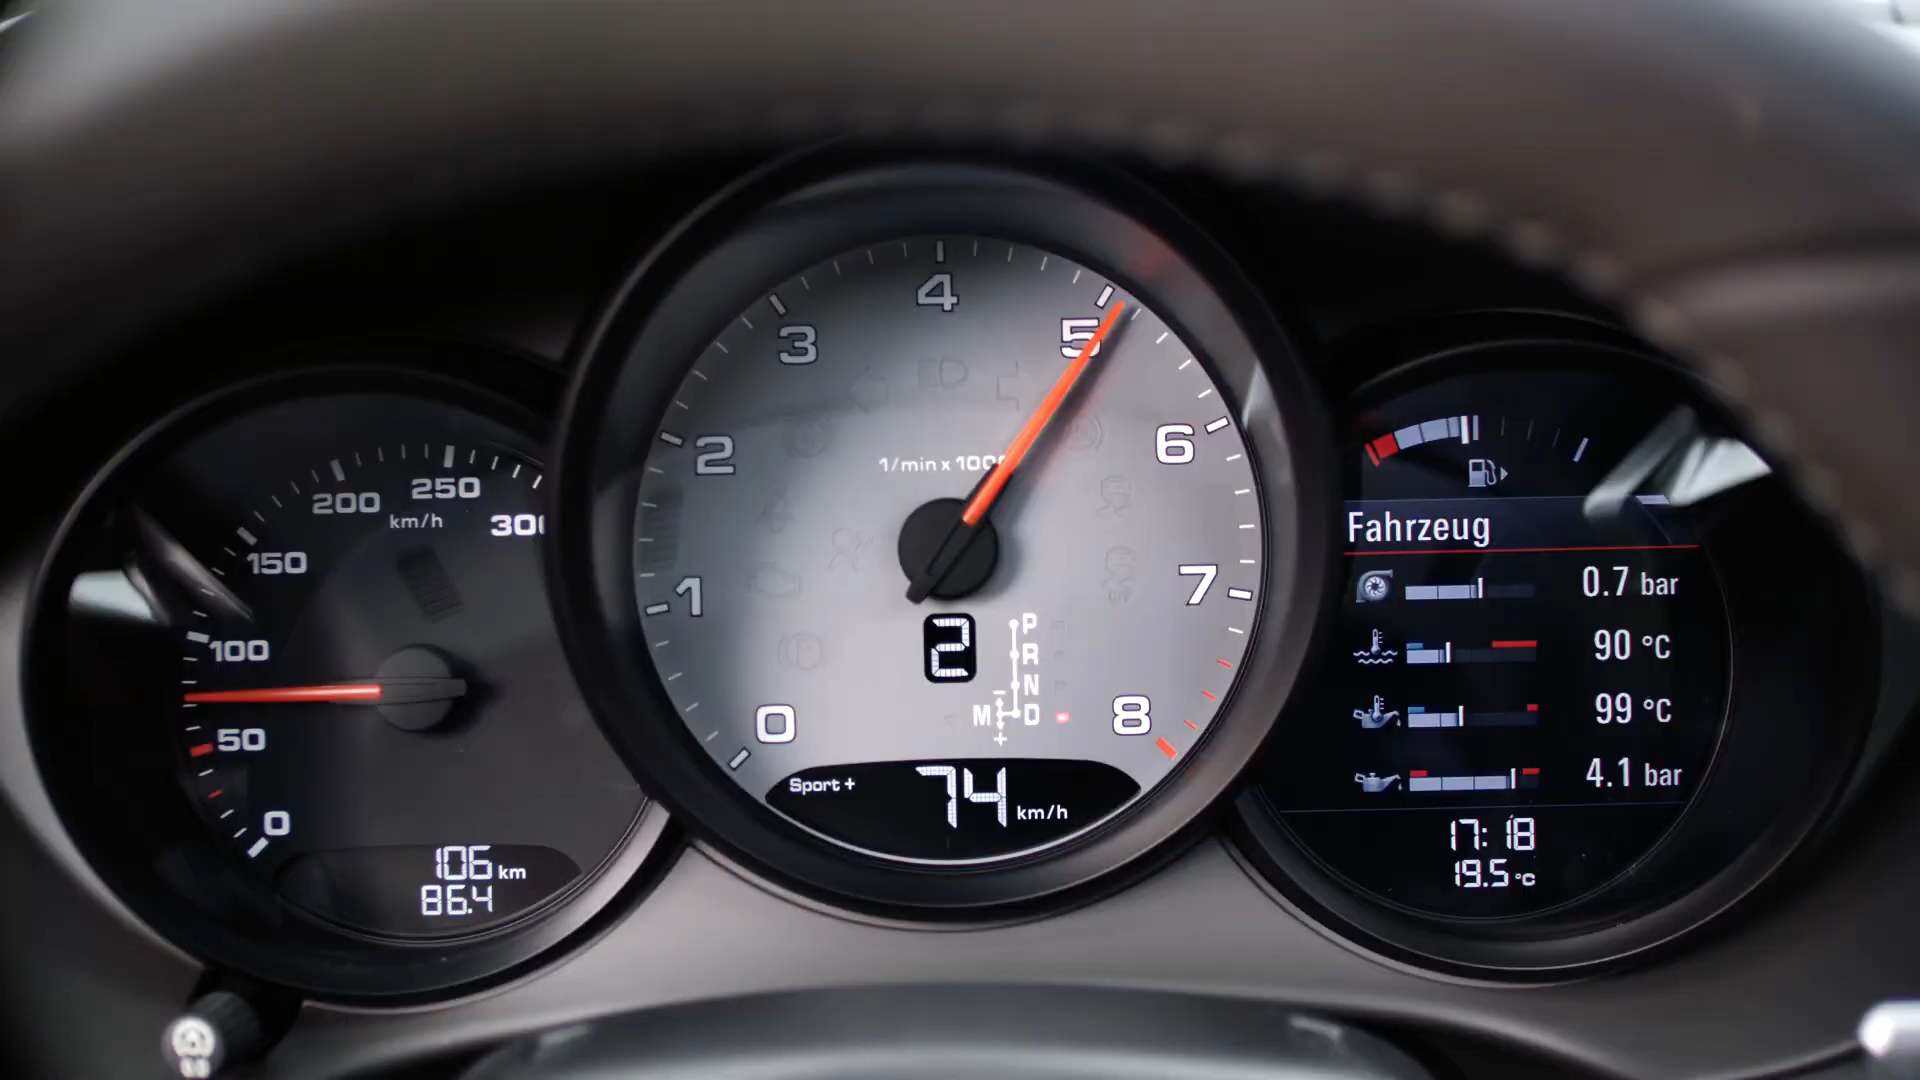 200
250
km/h
300
150
100
50
0
106 km
86.4
4
3
5
2
1/min x 1000
6
1
7
P
2
R
N
M
D
0
8
+
Sport +
74 km/h
Fahrzeug
0.7 bar
90 °C
99 °C
4.1 bar
17:18
19.5 °C